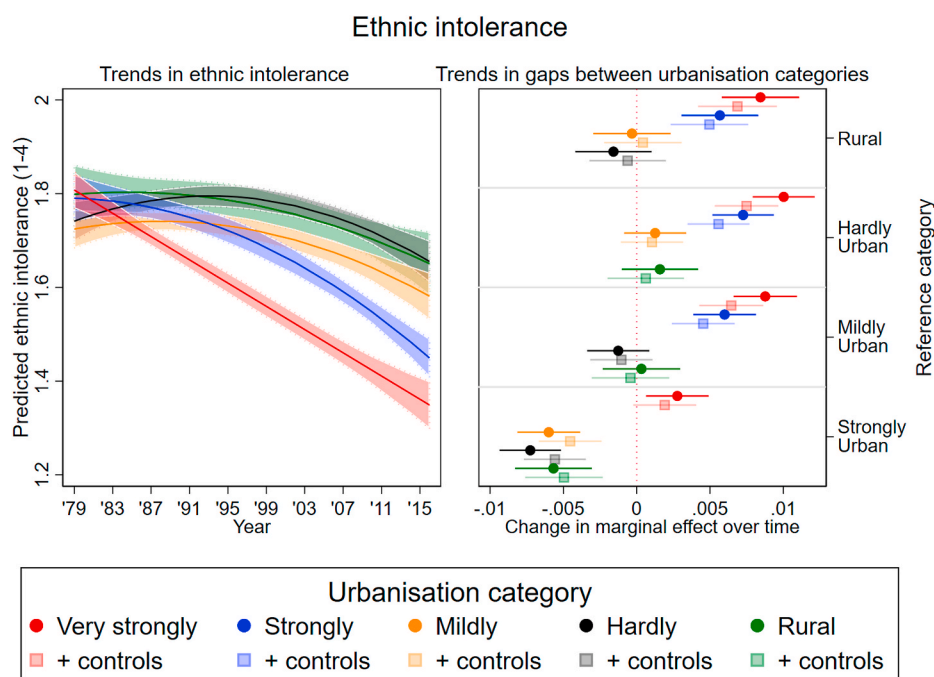 Ethnic intolerance
Trends in ethnic intolerance
Predicted ethnic intolerance (1-4)
2
1.8
1.6
1.4
1.2
'79 '83 '87 '91 '95 '99 '03 '07 '11 '15
Year
Trends in gaps between urbanisation categories
Rural
Hardly
Urban
Mildly
Urban
Strongly
Urban
Reference category
-.01 -.005 0 .005 .01
Change in marginal effect over time
Urbanisation category
Very strongly Strongly Mildly Hardly Rural
+ controls + controls + controls + controls + controls